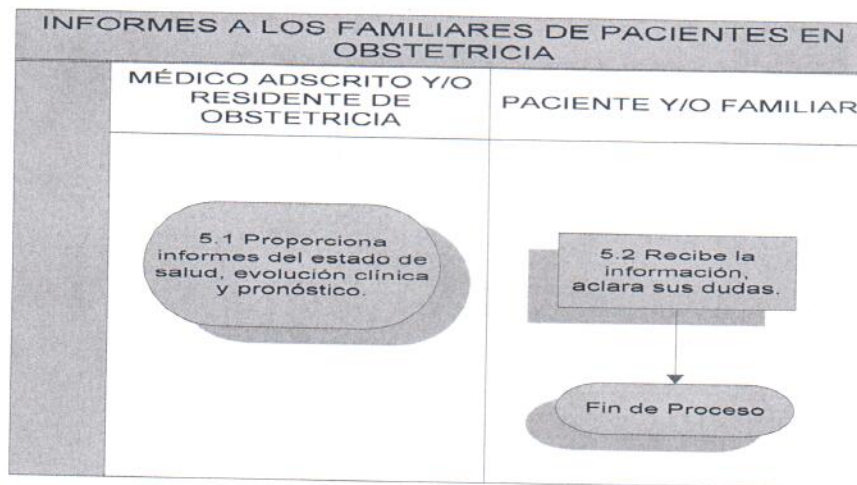 INFORMES A LOS FAMILIARES DE PACIENTES EN
OBSTETRICIA
MÉDICO ADSCRITO Y/O
RESIDENTE DE
OBSTETRICIA
PACIENTE Y/O FAMILIAR
5.1 Proporciona
informes del estado de
salud, evolución clínica
y pronóstico.
5.2 Recibe la
información,
aclara sus dudas.
Fin de Proceso